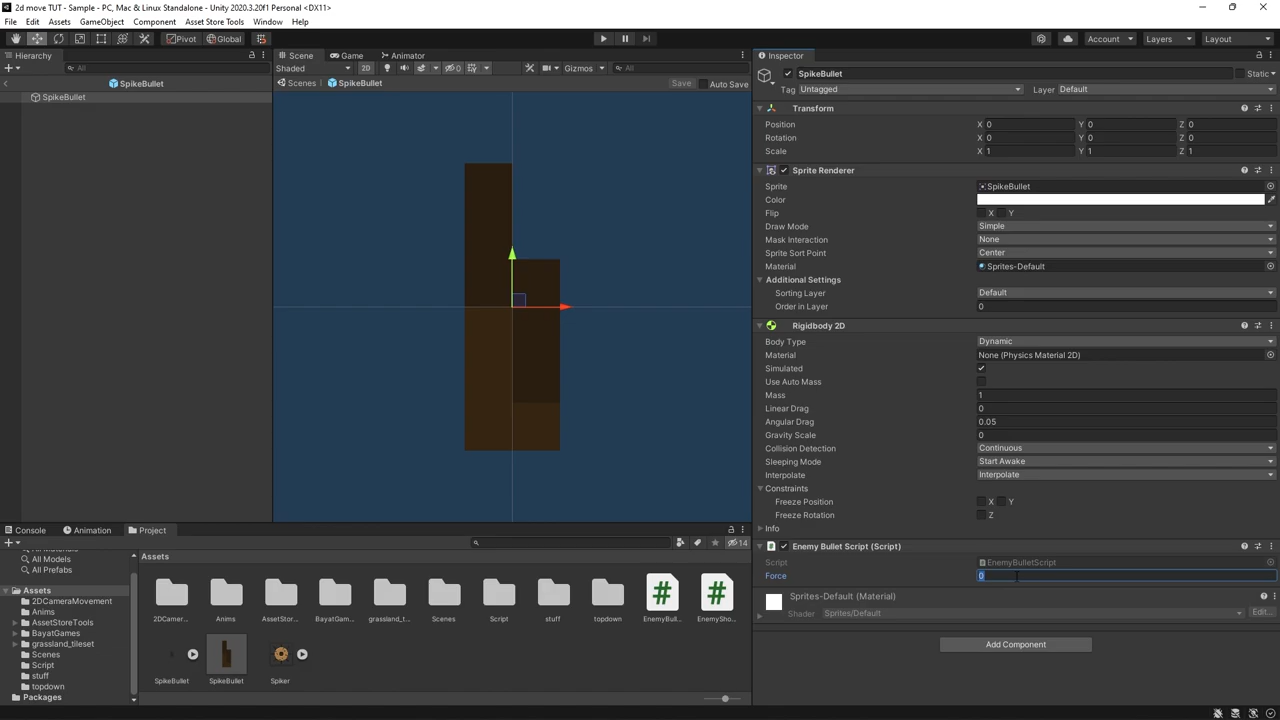 2d move TUT - Sample - PC, Mac & Linux Standalone - Unity 2020.3.20f1 Personal <DX11>
File Edit Assets GameObject Component Asset Store Tools Window Help
Pivot Global Account Layers Layout
Hierarchy
All
SpikeBullet
SpikeBullet
Scene Game Animator
Shaded 2D 0 Gizmos All
Scenes SpikeBullet Save Auto Save
Inspector
SpikeBullet Static
Tag Untagged Layer Default
Transform
Position X 0 Y 0 Z 0
Rotation X 0 Y 0 Z 0
Scale X 1 Y 1 Z 1
Sprite Renderer
Sprite SpikeBullet
Color
Flip X Y
Draw Mode Simple
Mask Interaction None
Sprite Sort Point Center
Material Sprites-Default
Additional Settings
Sorting Layer Default
Order in Layer 0
Rigidbody 2D
Body Type Dynamic
Material None (Physics Material 2D)
Simulated
Use Auto Mass
Mass 1
Linear Drag 0
Angular Drag 0.05
Gravity Scale 0
Collision Detection Continuous
Sleeping Mode Start Awake
Interpolate Interpolate
Constraints
Freeze Position X Y
Freeze Rotation Z
Info
Enemy Bullet Script (Script)
Script EnemyBulletScript
Force 0
Sprites-Default (Material)
Shader Sprites/Default Edit...
Add Component
Console Animation Project
14
All Materials
All Models
All Prefabs
Assets
2DCameraMovement
Anims
AssetStoreTools
BayatGames
grassland_tileset
Scenes
Script
stuff
topdown
Packages
Assets
2DCamer... Anims AssetStor... BayatGam... grassland_t... Scenes Script stuff topdown EnemyBul... EnemySho...
SpikeBullet SpikeBullet Spiker